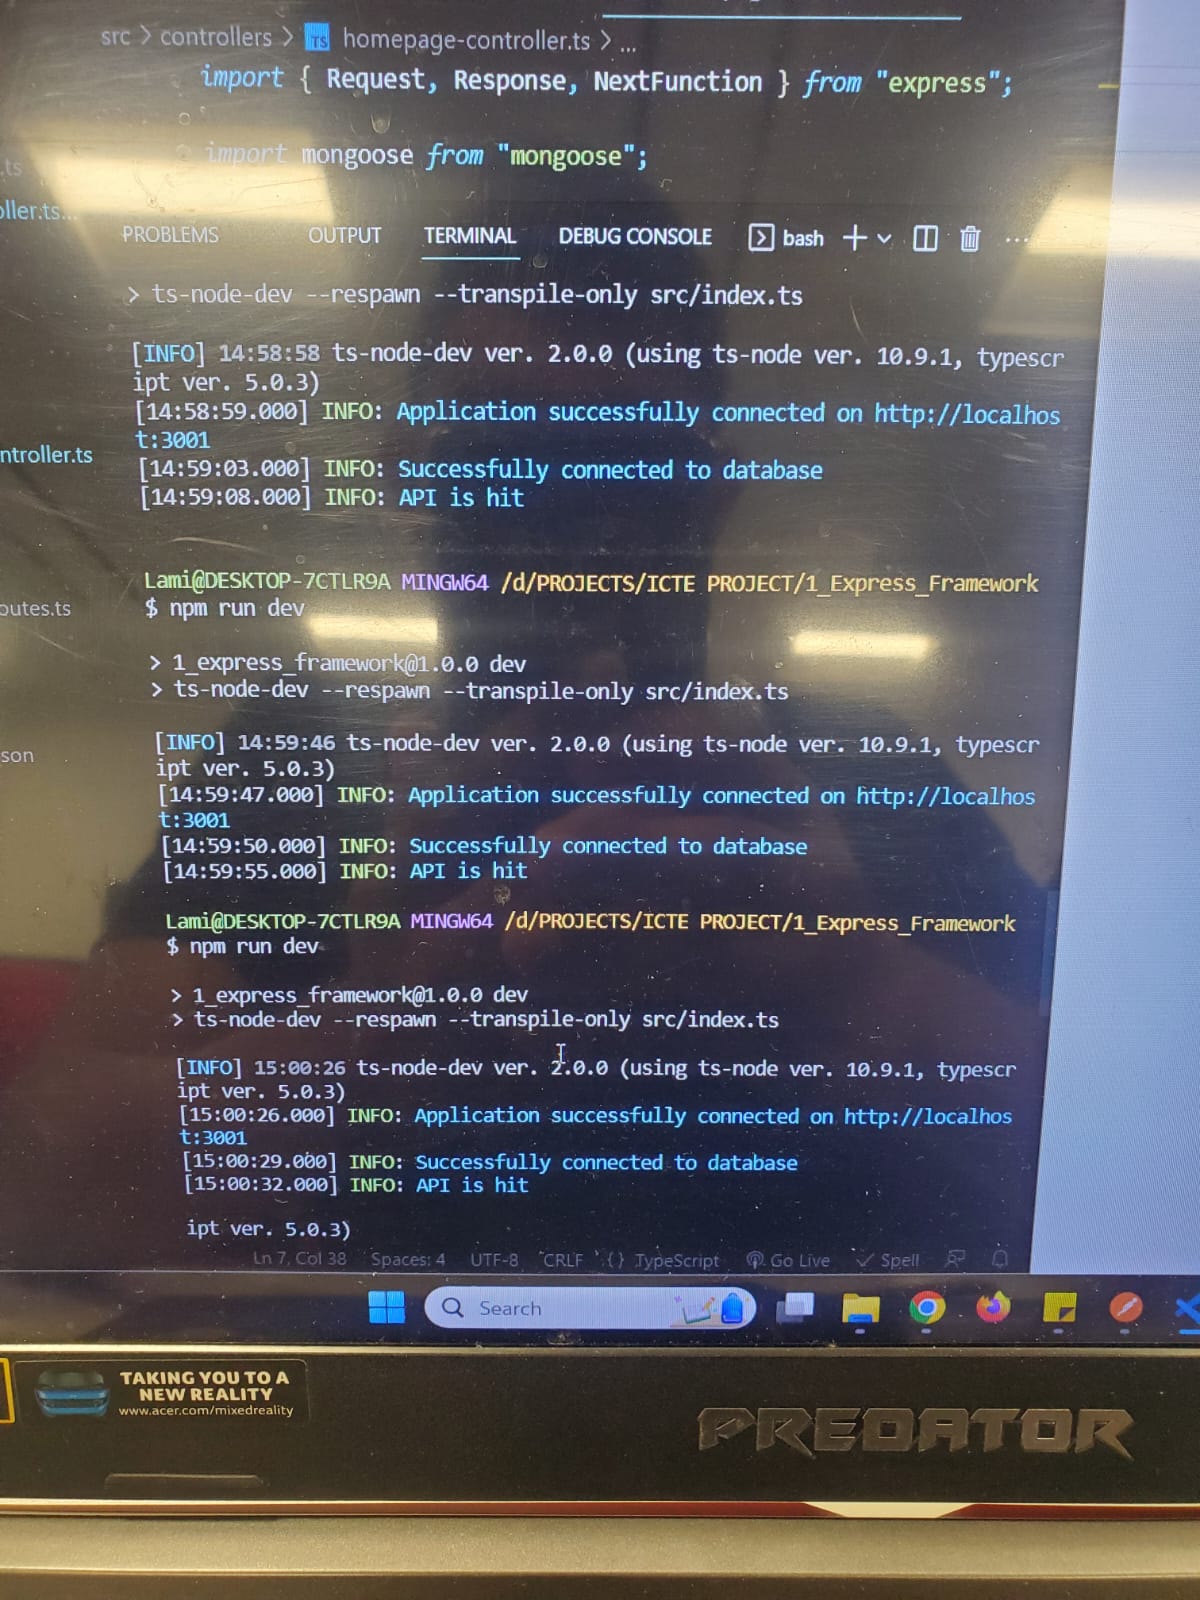 src > controllers > TS homepage-controller.ts > ...
import { Request, Response, NextFunction } from "express";
import mongoose from "mongoose";
.ts
oller.ts...
PROBLEMS OUTPUT TERMINAL DEBUG CONSOLE bash
> ts-node-dev --respawn --transpile-only src/index.ts
[INFO] 14:58:58 ts-node-dev ver. 2.0.0 (using ts-node ver. 10.9.1, typescr
ipt ver. 5.0.3)
[14:58:59.000] INFO: Application successfully connected on http://localhos
t:3001
ntroller.ts
[14:59:03.000] INFO: Successfully connected to database
[14:59:08.000] INFO: API is hit
Lami@DESKTOP-7CTLR9A MINGW64 /d/PROJECTS/ICTE PROJECT/1_Express_Framework
outes.ts
$ npm run dev
> 1_express_framework@1.0.0 dev
> ts-node-dev --respawn --transpile-only src/index.ts
son
[INFO] 14:59:46 ts-node-dev ver. 2.0.0 (using ts-node ver. 10.9.1, typescr
ipt ver. 5.0.3)
[14:59:47.000] INFO: Application successfully connected on http://localhos
t:3001
[14:59:50.000] INFO: Successfully connected to database
[14:59:55.000] INFO: API is hit
Lami@DESKTOP-7CTLR9A MINGW64 /d/PROJECTS/ICTE PROJECT/1_Express_Framework
$ npm run dev
> 1_express_framework@1.0.0 dev
> ts-node-dev --respawn --transpile-only src/index.ts
[INFO] 15:00:26 ts-node-dev ver. 2.0.0 (using ts-node ver. 10.9.1, typescr
ipt ver. 5.0.3)
[15:00:26.000] INFO: Application successfully connected on http://localhos
t:3001
[15:00:29.000] INFO: Successfully connected to database
[15:00:32.000] INFO: API is hit
ipt ver. 5.0.3)
Ln 7, Col 38 Spaces: 4 UTF-8 CRLF {} TypeScript Go Live Spell
Search
TAKING YOU TO A
NEW REALITY
www.acer.com/mixedreality
PREDATOR